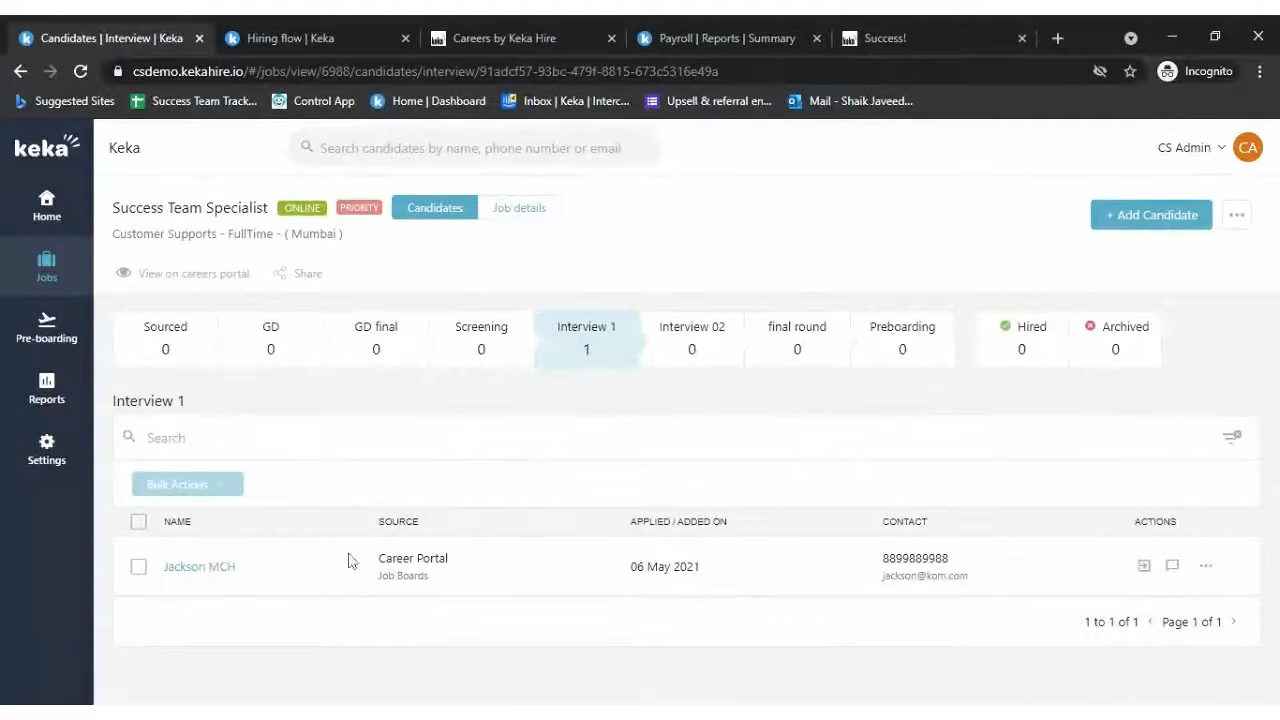 Candidates | Interview | Keka
Hiring flow | Keka
Careers by Keka Hire
Payroll | Reports | Summary
Success!
csdemo.kekahire.io/#/jobs/view/6988/candidates/interview/91adcf57-93bc-479f-8815-673c5316e49a
Incognito
Suggested Sites
Success Team Track...
Control App
Home | Dashboard
Inbox | Keka | Interc...
Upsell & referral en...
Mail - Shaik Javeed...
keka
Keka
Search candidates by name, phone number or email
CS Admin
CA
Home
Jobs
Pre-boarding
Reports
Settings
Success Team Specialist ONLINE PRIORITY Candidates Job details
+ Add Candidate
Customer Supports - FullTime - ( Mumbai )
View on careers portal Share
Sourced GD GD final Screening Interview 1 Interview 02 final round Preboarding Hired Archived
0 0 0 0 1 0 0 0 0 0
Interview 1
Search
Bulk Actions
NAME SOURCE APPLIED / ADDED ON CONTACT ACTIONS
Jackson MCH Career Portal 06 May 2021 8899889988
Job Boards jackson@kom.com
1 to 1 of 1 Page 1 of 1